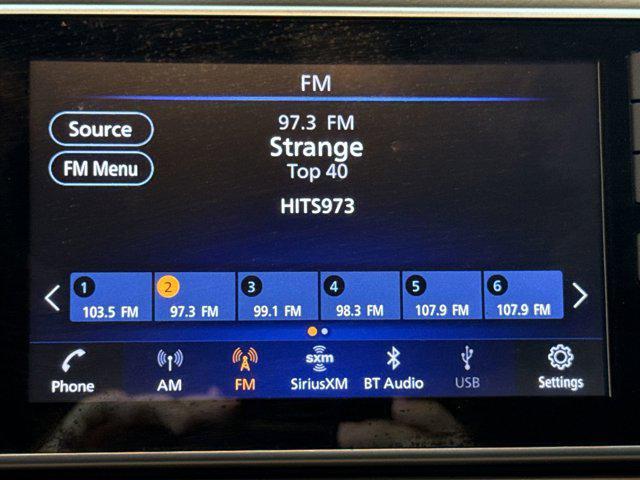 FM
Source
FM Menu
97.3 FM
Strange
Top 40
HITS973
1 2 3 4 5 6
103.5 FM 97.3 FM 99.1 FM 98.3 FM 107.9 FM 107.9 FM
sxm
Phone AM FM SiriusXM BT Audio USB Settings